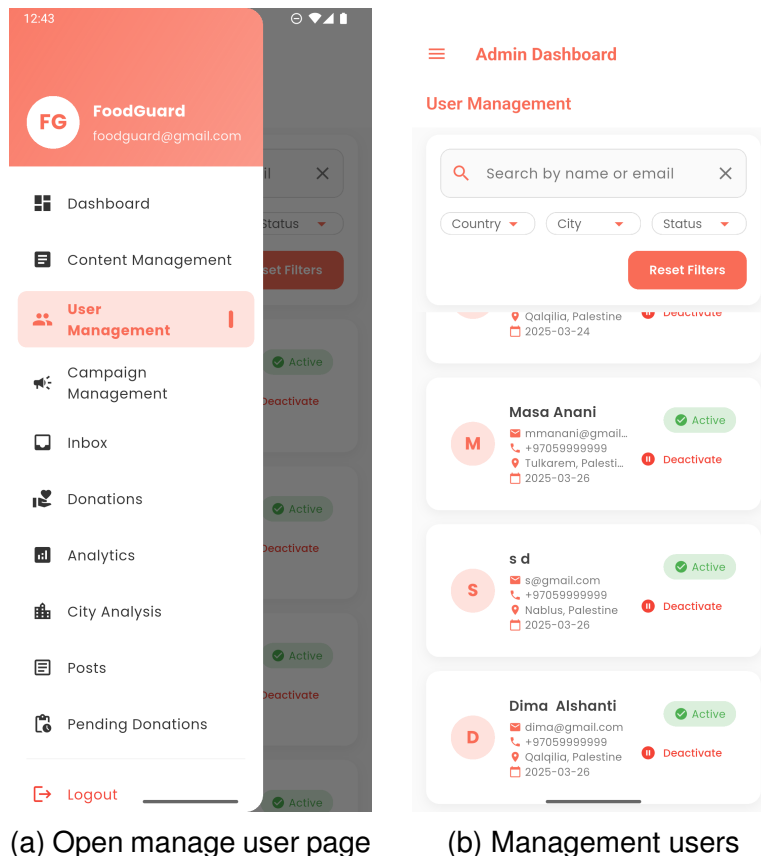 12:43
FG
FoodGuard
foodguard@gmail.com
Dashboard
Content Management
User
Management
Campaign
Management
Inbox
Donations
Analytics
City Analysis
Posts
Pending Donations
Logout
il
Status
set Filters
Active
Deactivate
Active
Deactivate
Active
Deactivate
Active
(a) Open manage user page
Admin Dashboard
User Management
Search by name or email
Country
City
Status
Reset Filters
Qalqilia, Palestine
2025-03-24
Deactivate
M
Masa Anani
mmanani@gmail...
+97059999999
Tulkarem, Palesti...
2025-03-26
Active
Deactivate
S
s d
s@gmail.com
+97059999999
Nablus, Palestine
2025-03-26
Active
Deactivate
D
Dima  Alshanti
dima@gmail.com
+97059999999
Qalqilia, Palestine
2025-03-26
Active
Deactivate
(b) Management users